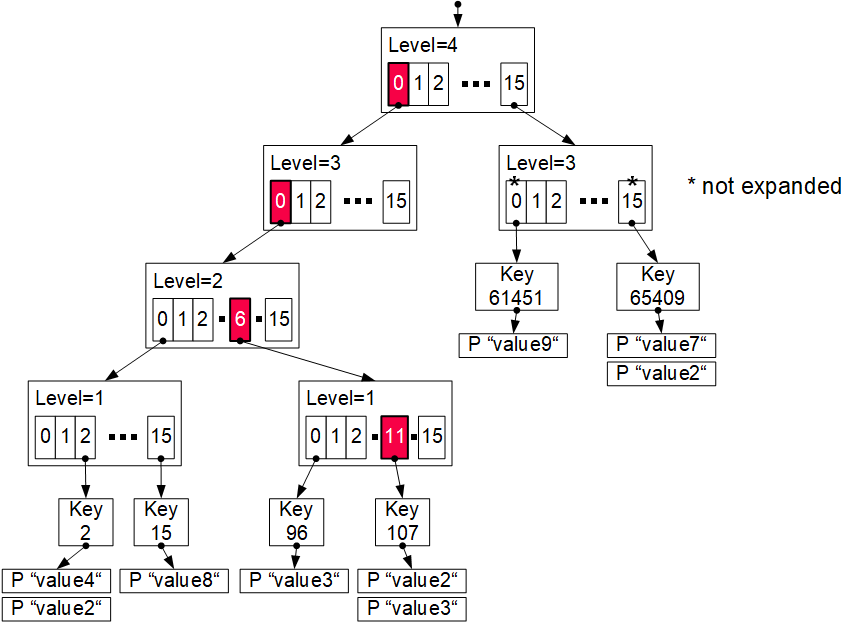 Level=4
0 1 2 ... 15
Level=3
0 1 2 ... 15
Level=3
* *
0 1 2 ... 15
* not expanded
Level=2
0 1 2 . 6 . 15
Key
61451
Key
65409
P “value9“
P “value7“
P “value2“
Level=1
0 1 2 ... 15
Level=1
0 1 2 . 11 . 15
Key
2
Key
15
Key
96
Key
107
P “value4“
P “value2“
P “value8“
P “value3“
P “value2“
P “value3“